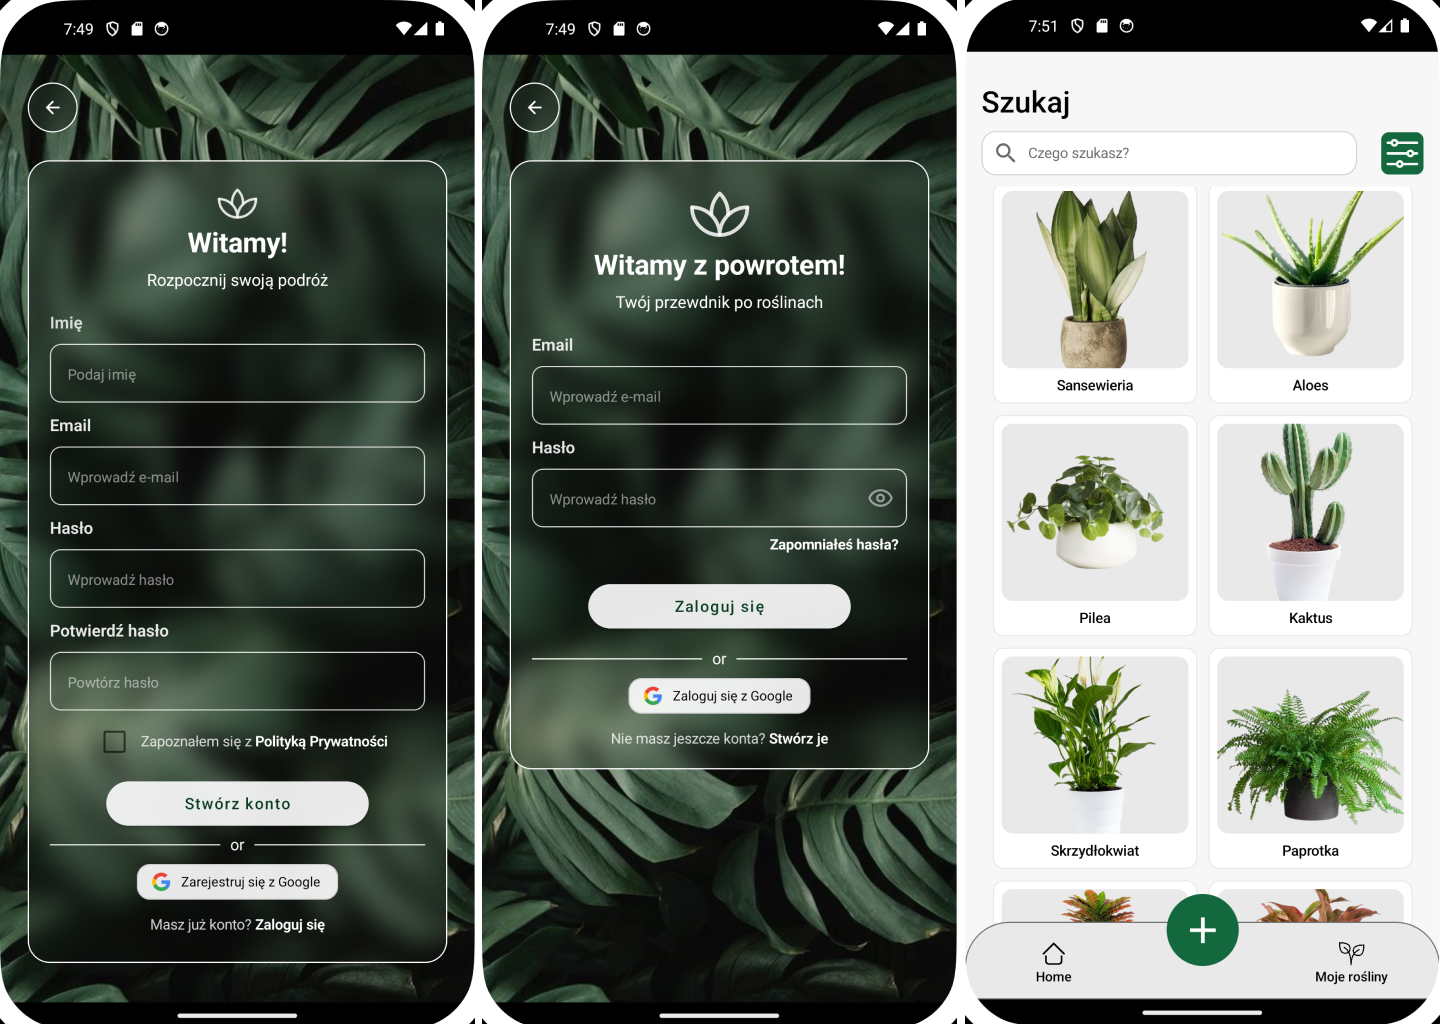 7:49
Witamy!
Rozpocznij swoją podróż
Imię
Podaj imię
Email
Wprowadź e-mail
Hasło
Wprowadź hasło
Potwierdź hasło
Powtórz hasło
Zapoznałem się z Polityką Prywatności
Stwórz konto
or
Zarejestruj się z Google
Masz już konto? Zaloguj się
7:49
Witamy z powrotem!
Twój przewdnik po roślinach
Email
Wprowadź e-mail
Hasło
Wprowadź hasło
Zapomniałeś hasła?
Zaloguj się
or
Zaloguj się z Google
Nie masz jeszcze konta? Stwórz je
7:51
Szukaj
Czego szukasz?
Sansewieria
Aloes
Pilea
Kaktus
Skrzydłokwiat
Paprotka
Home
Moje rośliny